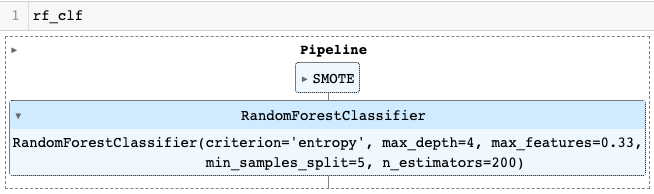 1 rf_clf
Pipeline
SMOTE
RandomForestClassifier
RandomForestClassifier(criterion='entropy', max_depth=4, max_features=0.33,
min_samples_split=5, n_estimators=200)